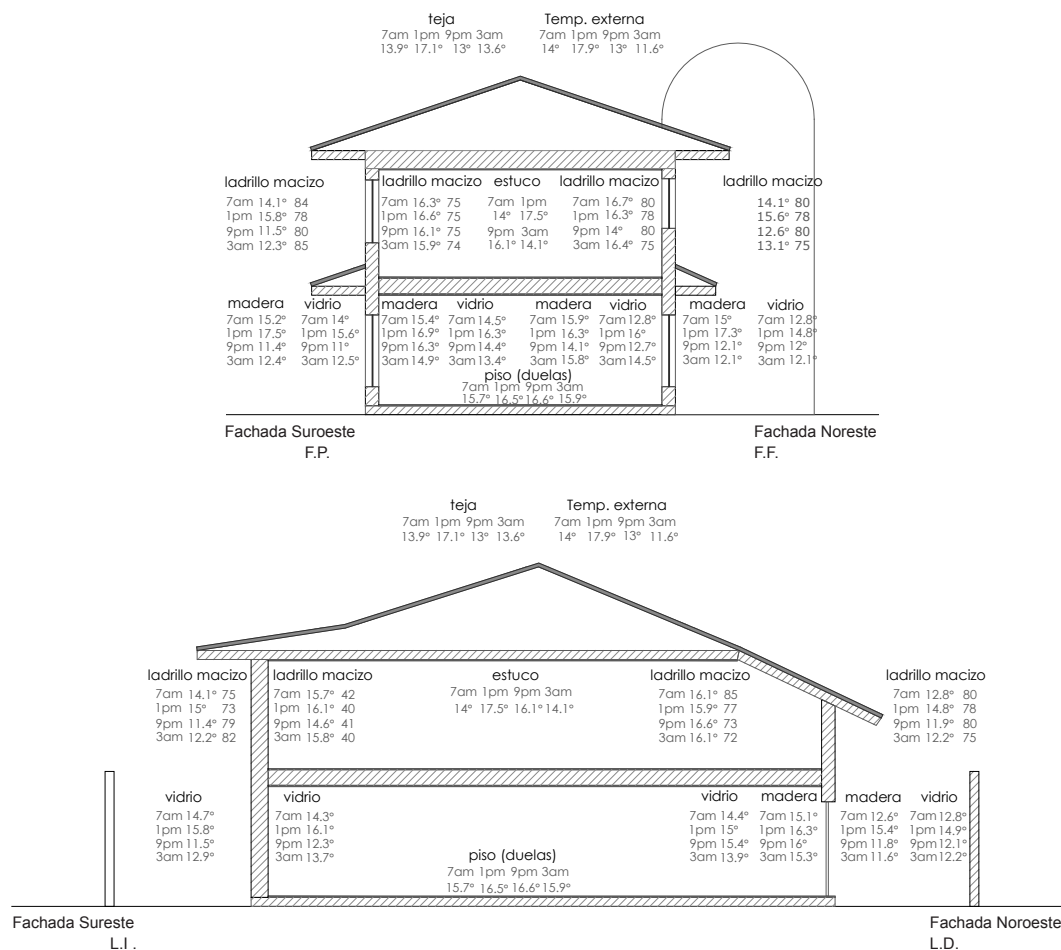 teja Temp. externa
7am 1pm 9pm 3am 7am 1pm 9pm 3am
13.9° 17.1° 13° 13.6° 14° 17.9° 13° 11.6°
ladrillo macizo ladrillo macizo estuco ladrillo macizo ladrillo macizo
7am 14.1° 84 7am 16.3° 75 7am 1pm 7am 16.7° 80 14.1° 80
1pm 15.8° 78 1pm 16.6° 75 14° 17.5° 1pm 16.3° 78 15.6° 78
9pm 11.5° 80 9pm 16.1° 75 9pm 3am 9pm 14° 80 12.6° 80
3am 12.3° 85 3am 15.9° 74 16.1° 14.1° 3am 16.4° 75 13.1° 75
madera vidrio madera vidrio madera vidrio madera vidrio
7am 15.2° 7am 14° 7am 15.4° 7am 14.5° 7am 15.9° 7am 12.8° 7am 15° 7am 12.8°
1pm 17.5° 1pm 15.6° 1pm 16.9° 1pm 16.3° 1pm 16.3° 1pm 16° 1pm 17.3° 1pm 14.8°
9pm 11.4° 9pm 11° 9pm 16.3° 9pm 14.4° 9pm 14.1° 9pm 12.7° 9pm 12.1° 9pm 12°
3am 12.4° 3am 12.5° 3am 14.9° 3am 13.4° 3am 15.8° 3am 14.5° 3am 12.1° 3am 12.1°
piso (duelas)
7am 1pm 9pm 3am
15.7° 16.5° 16.6° 15.9°
Fachada Suroeste Fachada Noreste
F.P. F.F.
teja Temp. externa
7am 1pm 9pm 3am 7am 1pm 9pm 3am
13.9° 17.1° 13° 13.6° 14° 17.9° 13° 11.6°
ladrillo macizo ladrillo macizo estuco ladrillo macizo ladrillo macizo
7am 14.1° 75 7am 15.7° 42 7am 1pm 9pm 3am 7am 16.1° 85 7am 12.8° 80
1pm 15° 73 1pm 16.1° 40 14° 17.5° 16.1° 14.1° 1pm 15.9° 77 1pm 14.8° 78
9pm 11.4° 79 9pm 14.6° 41 9pm 16.6° 73 9pm 11.9° 80
3am 12.2° 82 3am 15.8° 40 3am 16.1° 72 3am 12.2° 75
vidrio vidrio vidrio madera madera vidrio
7am 14.7° 7am 14.3° 7am 14.4° 7am 15.1° 7am 12.6° 7am 12.8°
1pm 15.8° 1pm 16.1° 1pm 15° 1pm 16.3° 1pm 15.4° 1pm 14.9°
9pm 11.5° 9pm 12.3° 9pm 15.4° 9pm 16° 9pm 11.8° 9pm 12.1°
3am 12.9° 3am 13.7° 3am 13.9° 3am 15.3° 3am 11.6° 3am 12.2°
piso (duelas)
7am 1pm 9pm 3am
15.7° 16.5° 16.6° 15.9°
Fachada Sureste Fachada Noroeste
L.I . L.D.